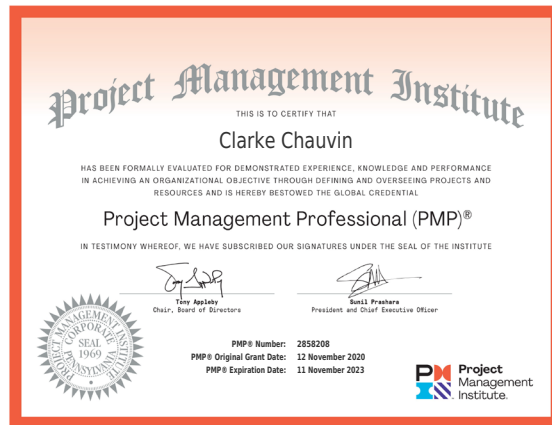 Project Management Institute
THIS IS TO CERTIFY THAT
Clarke Chauvin
HAS BEEN FORMALLY EVALUATED FOR DEMONSTRATED EXPERIENCE, KNOWLEDGE AND PERFORMANCE
IN ACHIEVING AN ORGANIZATIONAL OBJECTIVE THROUGH DEFINING AND OVERSEEING PROJECTS AND
RESOURCES AND IS HEREBY BESTOWED THE GLOBAL CREDENTIAL
Project Management Professional (PMP)®
IN TESTIMONY WHEREOF, WE HAVE SUBSCRIBED OUR SIGNATURES UNDER THE SEAL OF THE INSTITUTE
Tony Appleby
Chair, Board of Directors
Sunil Prashara
President and Chief Executive Officer
PROJECT MANAGEMENT INSTITUTE
CORPORATE
SEAL
1969
PENNSYLVANIA
PMP® Number: 2858208
PMP® Original Grant Date: 12 November 2020
PMP® Expiration Date: 11 November 2023
PM
I
Project
Management
Institute.